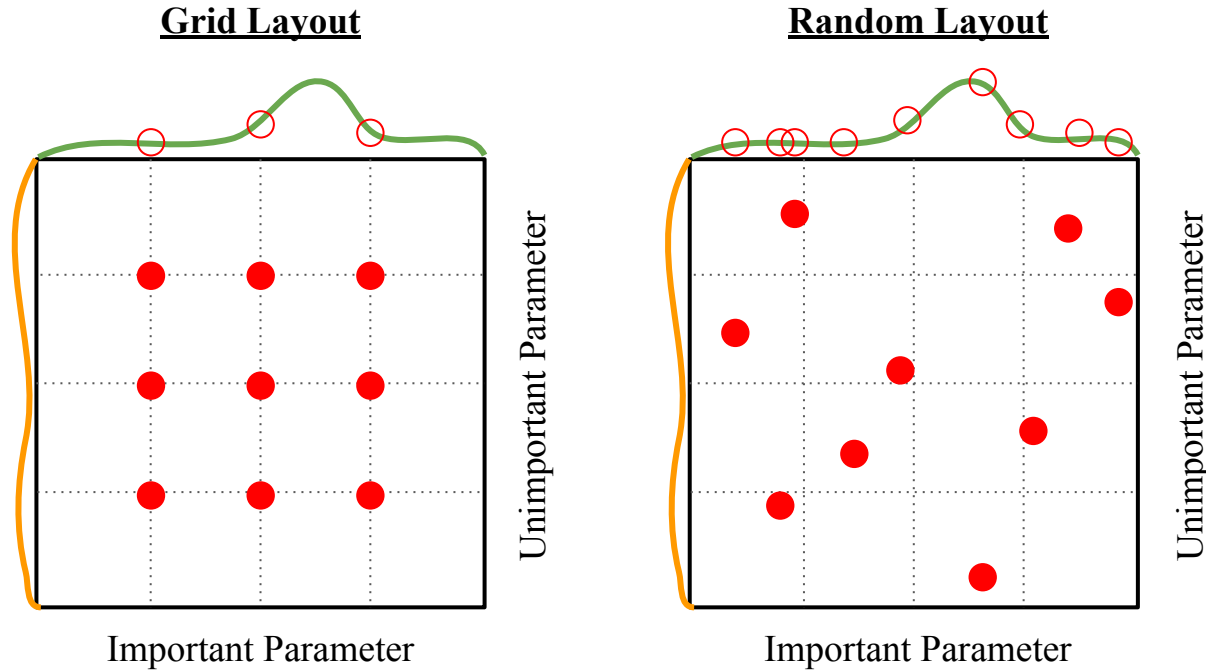 Grid Layout
Unimportant Parameter
Important Parameter
Random Layout
Unimportant Parameter
Important Parameter